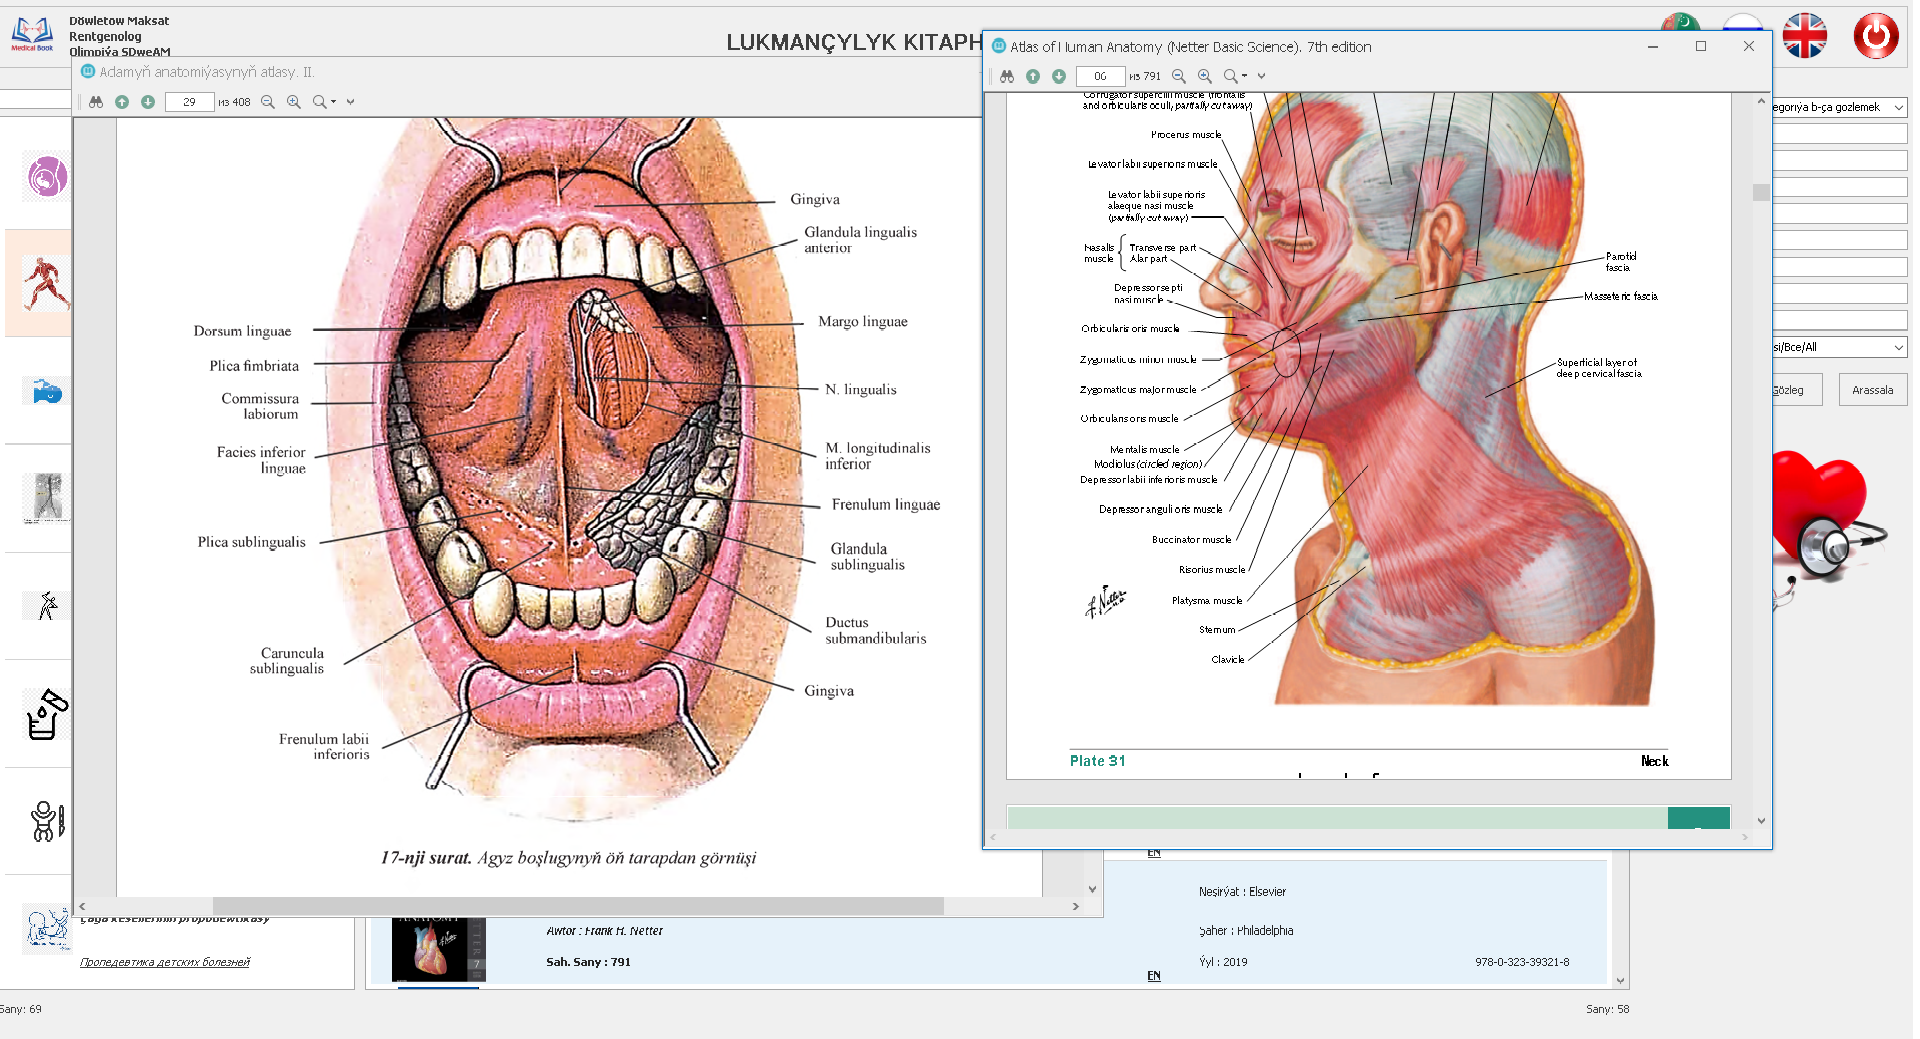 Döwletow Maksat
Rentgenolog
Olimpiýa SDweAM
Medical Book
LUKMANÇYLYK KITAPH
Adamyň anatomiýasynyň atlasy. II.
29 из 408
Gingiva
Glandula lingualis
anterior
Margo linguae
N. lingualis
M. longitudinalis
inferior
Frenulum linguae
Glandula
sublingualis
Ductus
submandibularis
Gingiva
Dorsum linguae
Plica fimbriata
Commissura
labiorum
Facies inferior
linguae
Plica sublingualis
Caruncula
sublingualis
Frenulum labii
inferioris
17-nji surat. Agyz boşlugynyň öň tarapdan görnüşi
Atlas of Human Anatomy (Netter Basic Science). 7th edition
06 из 791
Corrugator supercilii muscle (frontalis
and orbicularis oculi, partially cut away)
Procerus muscle
Levator labii superioris muscle
Levator labii superioris
alaeque nasi muscle
(partially cut away)
Nasalis
muscle
Transverse part
Alar part
Depressor septi
nasi muscle
Orbicularis oris muscle
Zygomaticus minor muscle
Zygomaticus major muscle
Orbicularis oris muscle
Mentalis muscle
Modiolus (circled region)
Depressor labii inferioris muscle
Depressor anguli oris muscle
Buccinator muscle
Risorius muscle
Platysma muscle
Sternum
Clavicle
Parotid
fascia
Masseteric fascia
Superficial layer of
deep cervical fascia
F. Netter
Plate 31
Neck
egoriýa b-ça gözlemek
si/Все/All
Gözleg
Arassala
EN
Neşirýat : Elsevier
ANATOMY
Awtor : Frank H. Netter
Şäher : Philadelphia
Sah. Sany : 791
Ýyl : 2019
978-0-323-39321-8
EN
7
Çaga keselleriniň propodewtikasy
Пропедевтика детских болезней
Sany: 69
Sany: 58